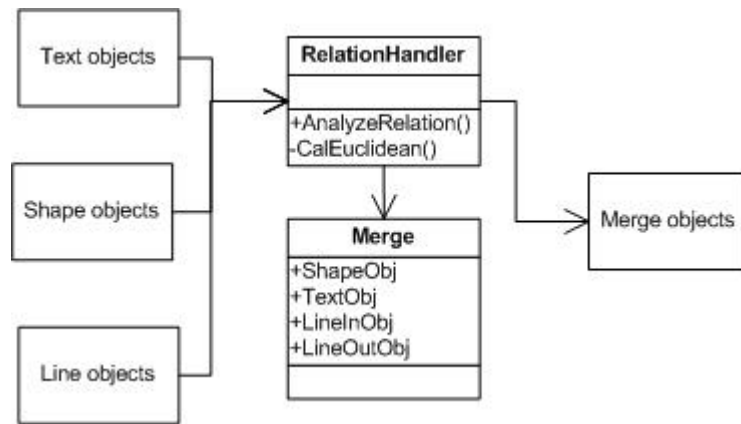 Text objects
Shape objects
Line objects
RelationHandler
+AnalyzeRelation()
-CalEuclidean()
Merge
+ShapeObj
+TextObj
+LineInObj
+LineOutObj
Merge objects